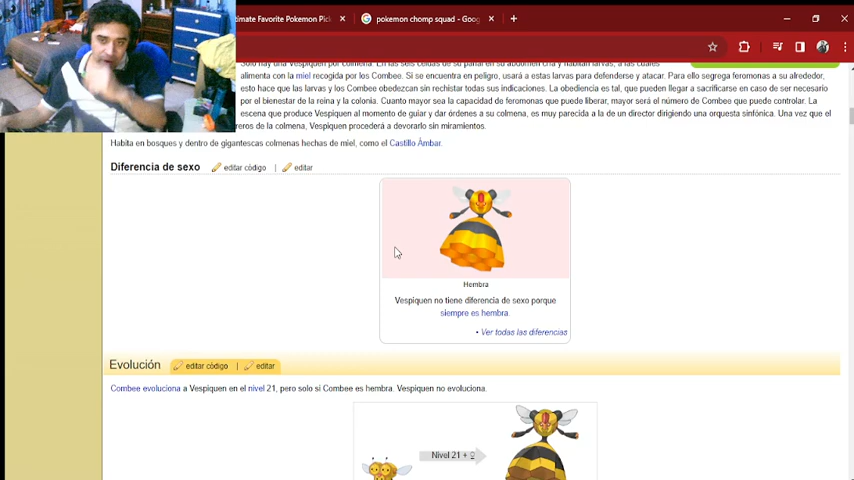 timate Favorite Pokemon Pick
pokemon chomp squad - Goog
Solo hay una Vespiquen por colmena. En las seis celdas de su panal en su abdomen cría y habitan larvas, a las cuales
alimenta con la miel recogida por los Combee. Si se encuentra en peligro, usará a estas larvas para defenderse y atacar. Para ello segrega feromonas a su alrededor,
esto hace que las larvas y los Combee obedezcan sin rechistar todas sus indicaciones. La obediencia es tal, que pueden llegar a sacrificarse en caso de ser necesario
por el bienestar de la reina y la colonia. Cuanto mayor sea la capacidad de feromonas que puede liberar, mayor será el número de Combee que puede controlar. La
escena que produce Vespiquen al momento de guiar y dar órdenes a su colmena, es muy parecida a la de un director dirigiendo una orquesta sinfónica. Una vez que el
reros de la colmena, Vespiquen procederá a devorarlo sin miramientos.
Habita en bosques y dentro de gigantescas colmenas hechas de miel, como el Castillo Ámbar.
Diferencia de sexo editar código | editar
Hembra
Vespiquen no tiene diferencia de sexo porque
siempre es hembra.
• Ver todas las diferencias
Evolución editar código | editar
Combee evoluciona a Vespiquen en el nivel 21, pero solo si Combee es hembra. Vespiquen no evoluciona.
Nivel 21 + ♀